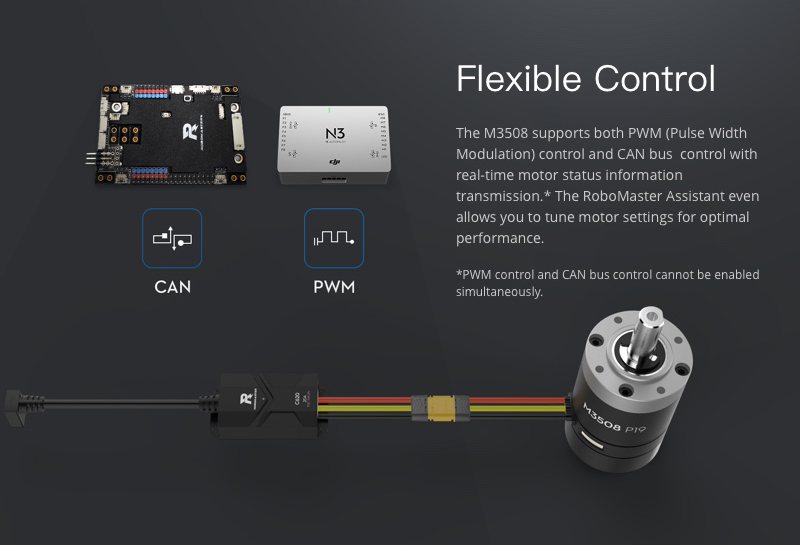 Flexible Control
The M3508 supports both PWM (Pulse Width
Modulation) control and CAN bus control with
real-time motor status information
transmission.* The RoboMaster Assistant even
allows you to tune motor settings for optimal
performance.
*PWM control and CAN bus control cannot be enabled
simultaneously.
N3
dji
CAN
PWM
R
C620
M3508 P19